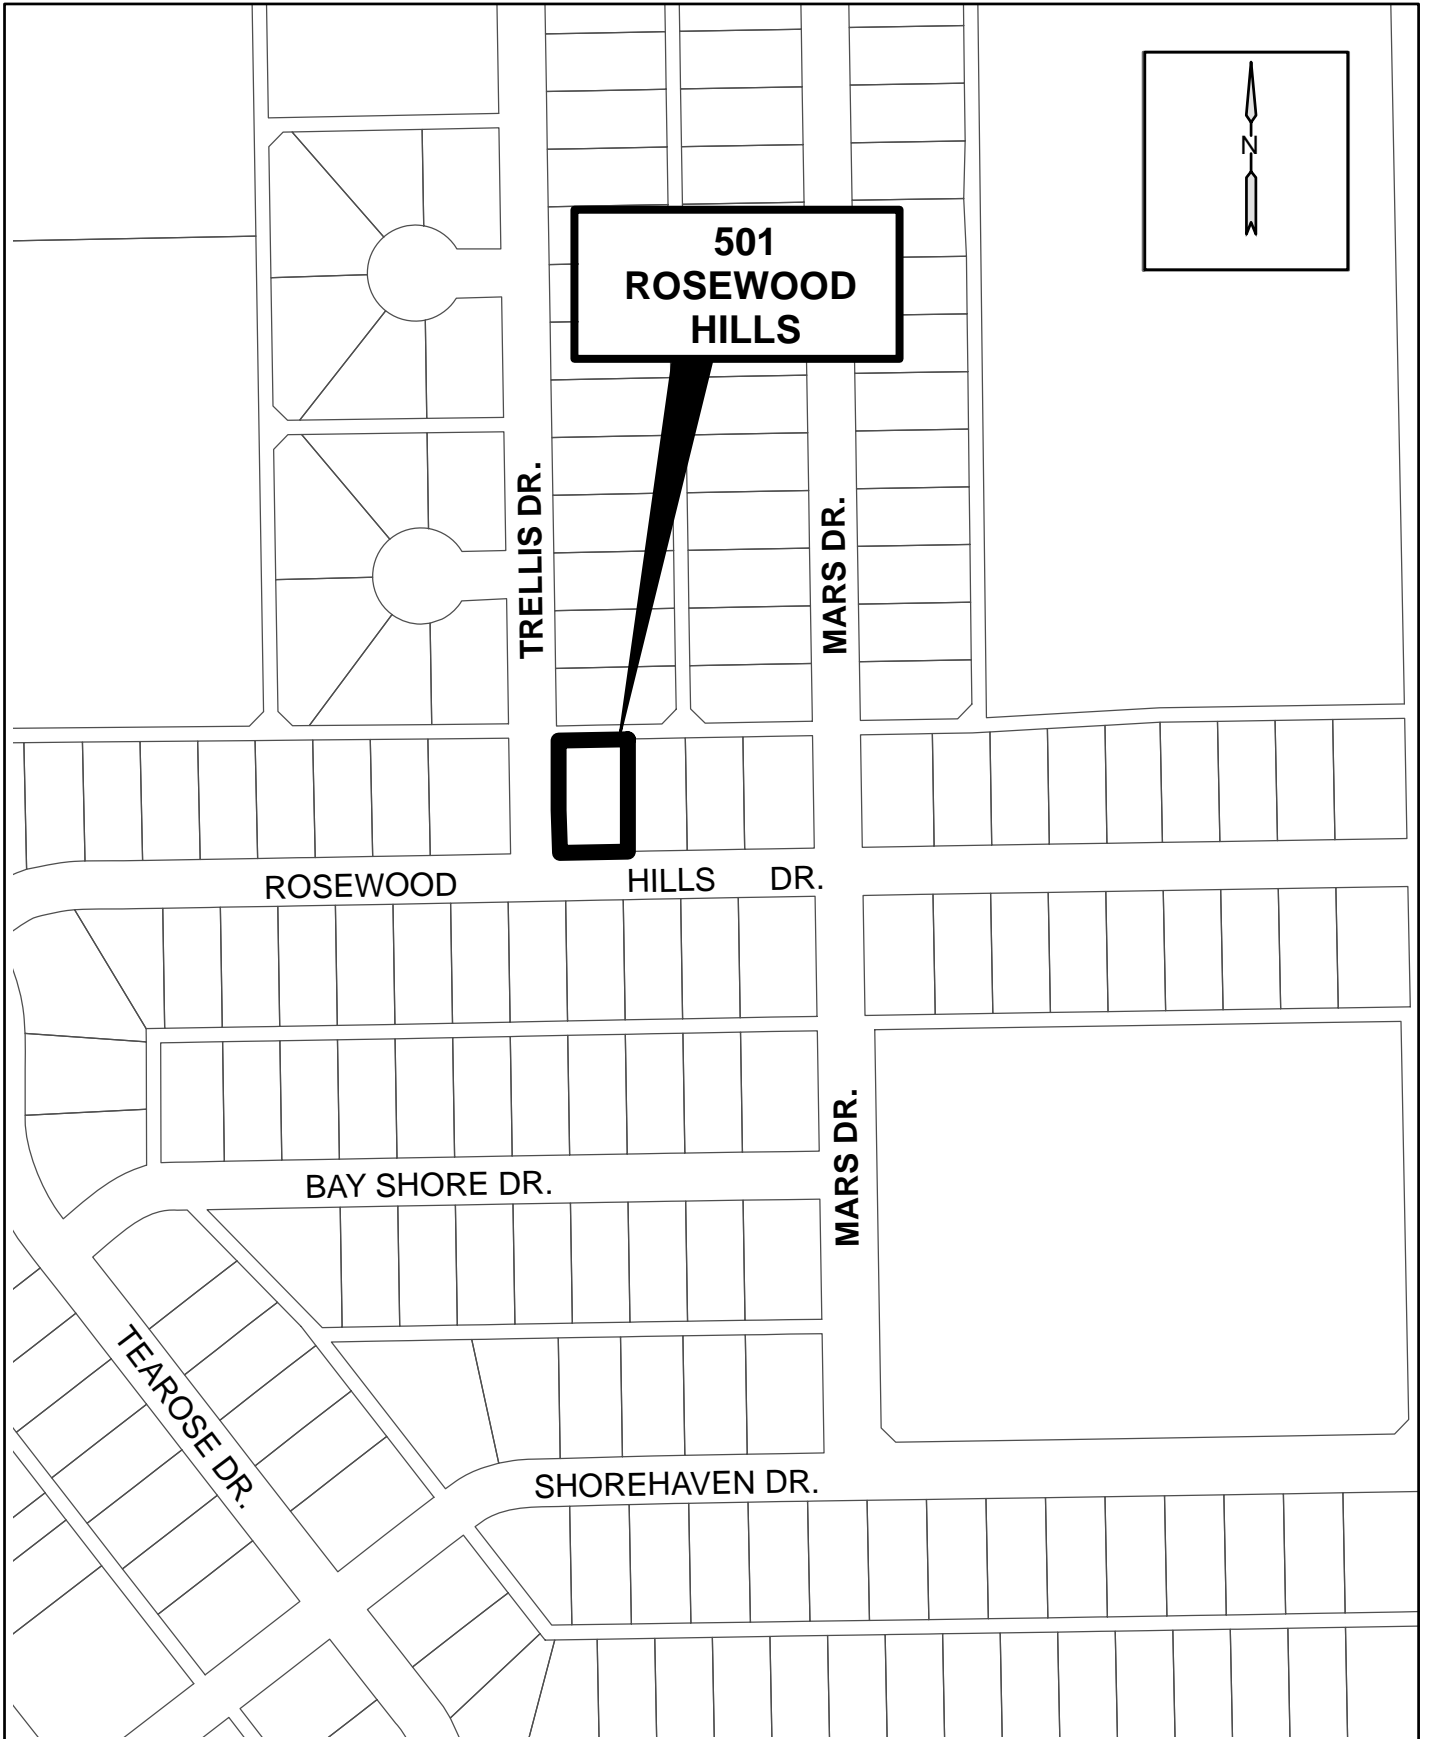 N
501
ROSEWOOD
HILLS
TRELLIS DR.
MARS DR.
ROSEWOOD HILLS DR.
MARS DR.
BAY SHORE DR.
TEAROSE DR.
SHOREHAVEN DR.